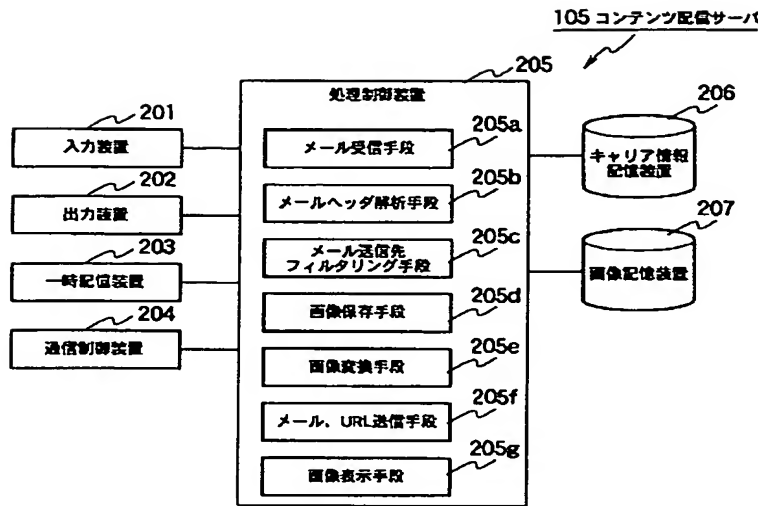 105 コンテンツ配信サーバ
205
処理制御装置
201
入力装置
202
出力装置
203
一時記憶装置
204
通信制御装置
205a
メール受信手段
205b
メールヘッダ解析手段
205c
メール送信先
フィルタリング手段
205d
画像保存手段
205e
画像変換手段
205f
メール、URL送信手段
205g
画像表示手段
206
キャリア情報
記憶装置
207
画像記憶装置